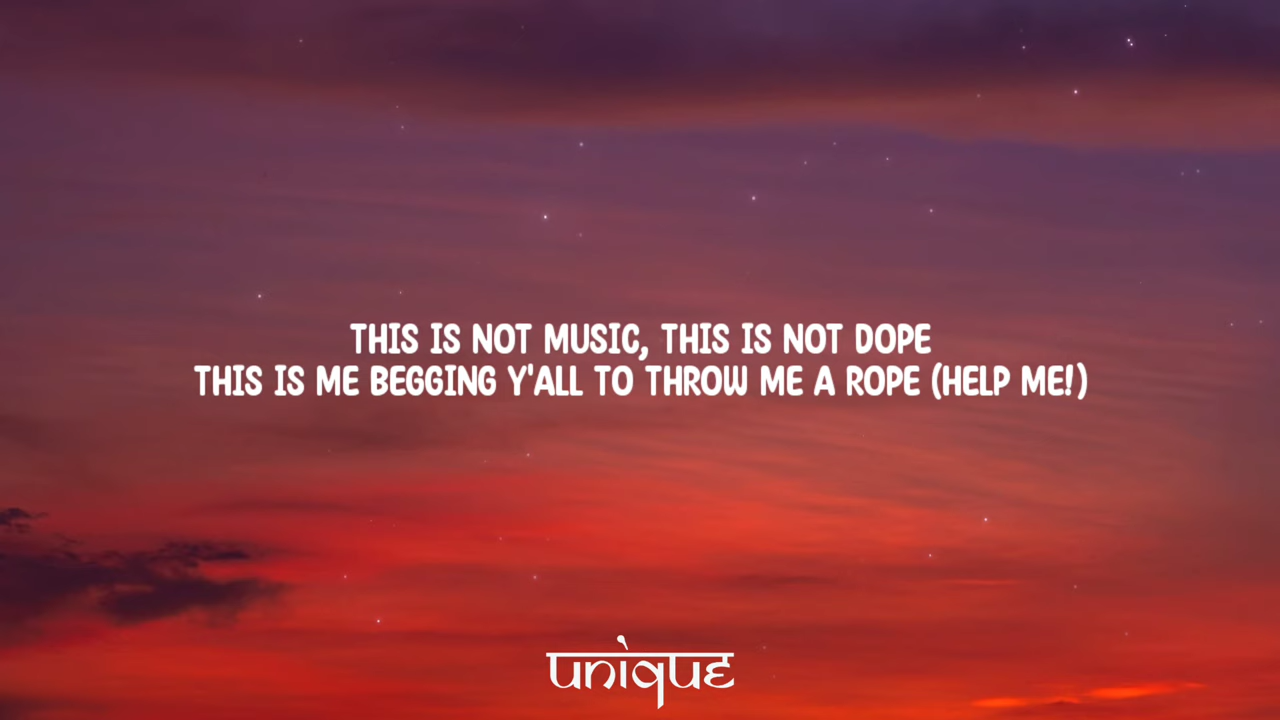 THIS IS NOT MUSIC, THIS IS NOT DOPE
THIS IS ME BEGGING Y'ALL TO THROW ME A ROPE (HELP ME!)
UNIQUE